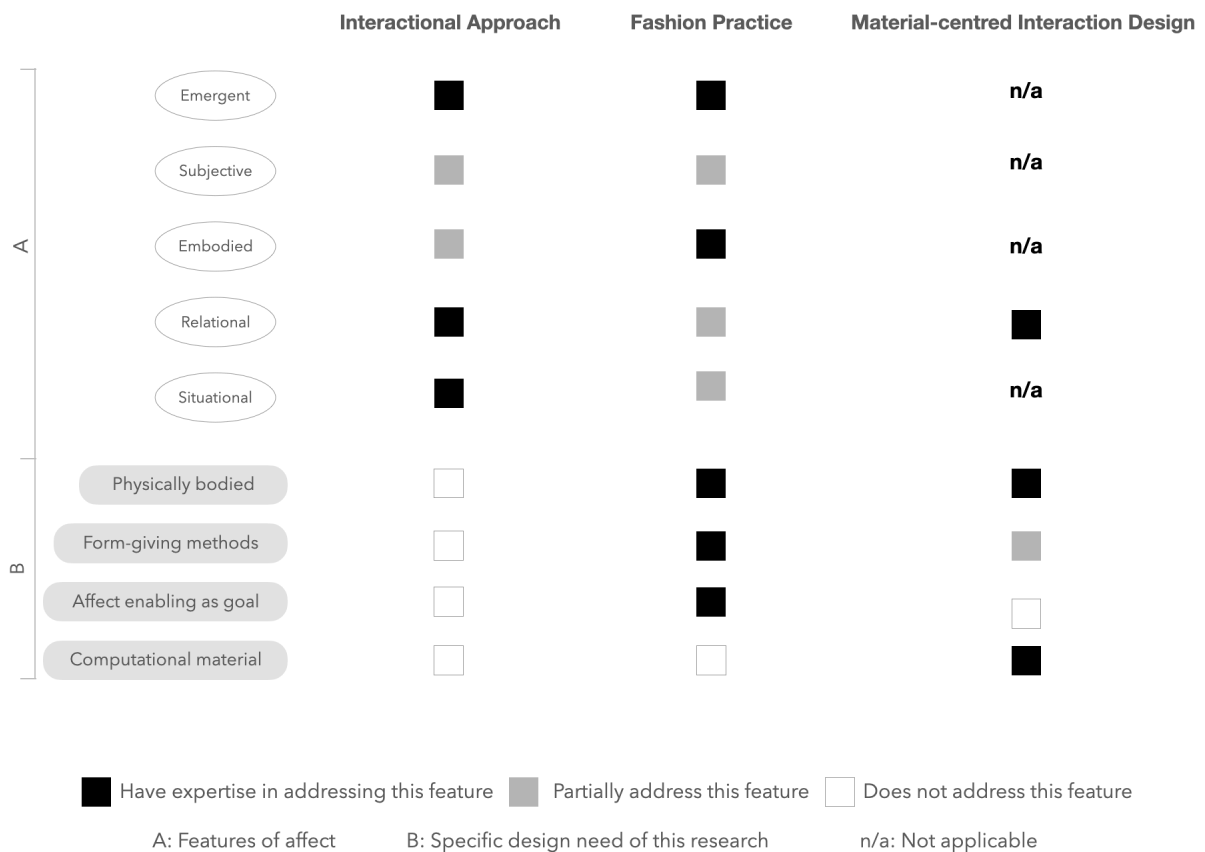 Interactional Approach Fashion Practice Material-centred Interaction Design
Emergent n/a
Subjective n/a
A
Embodied n/a
Relational
Situational n/a
Physically bodied
Form-giving methods
B
Affect enabling as goal
Computational material
Have expertise in addressing this feature Partially address this feature Does not address this feature
A: Features of affect B: Specific design need of this research n/a: Not applicable